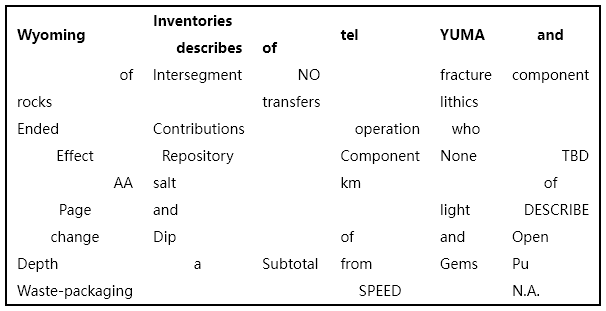 Wyoming Inventories describes of tel YUMA and
of Intersegment NO fracture component
rocks transfers lithics
Ended Contributions operation who
Effect Repository Component None TBD
AA salt km of
Page and light DESCRIBE
change Dip of and Open
Depth a Subtotal from Gems Pu
Waste-packaging SPEED N.A.